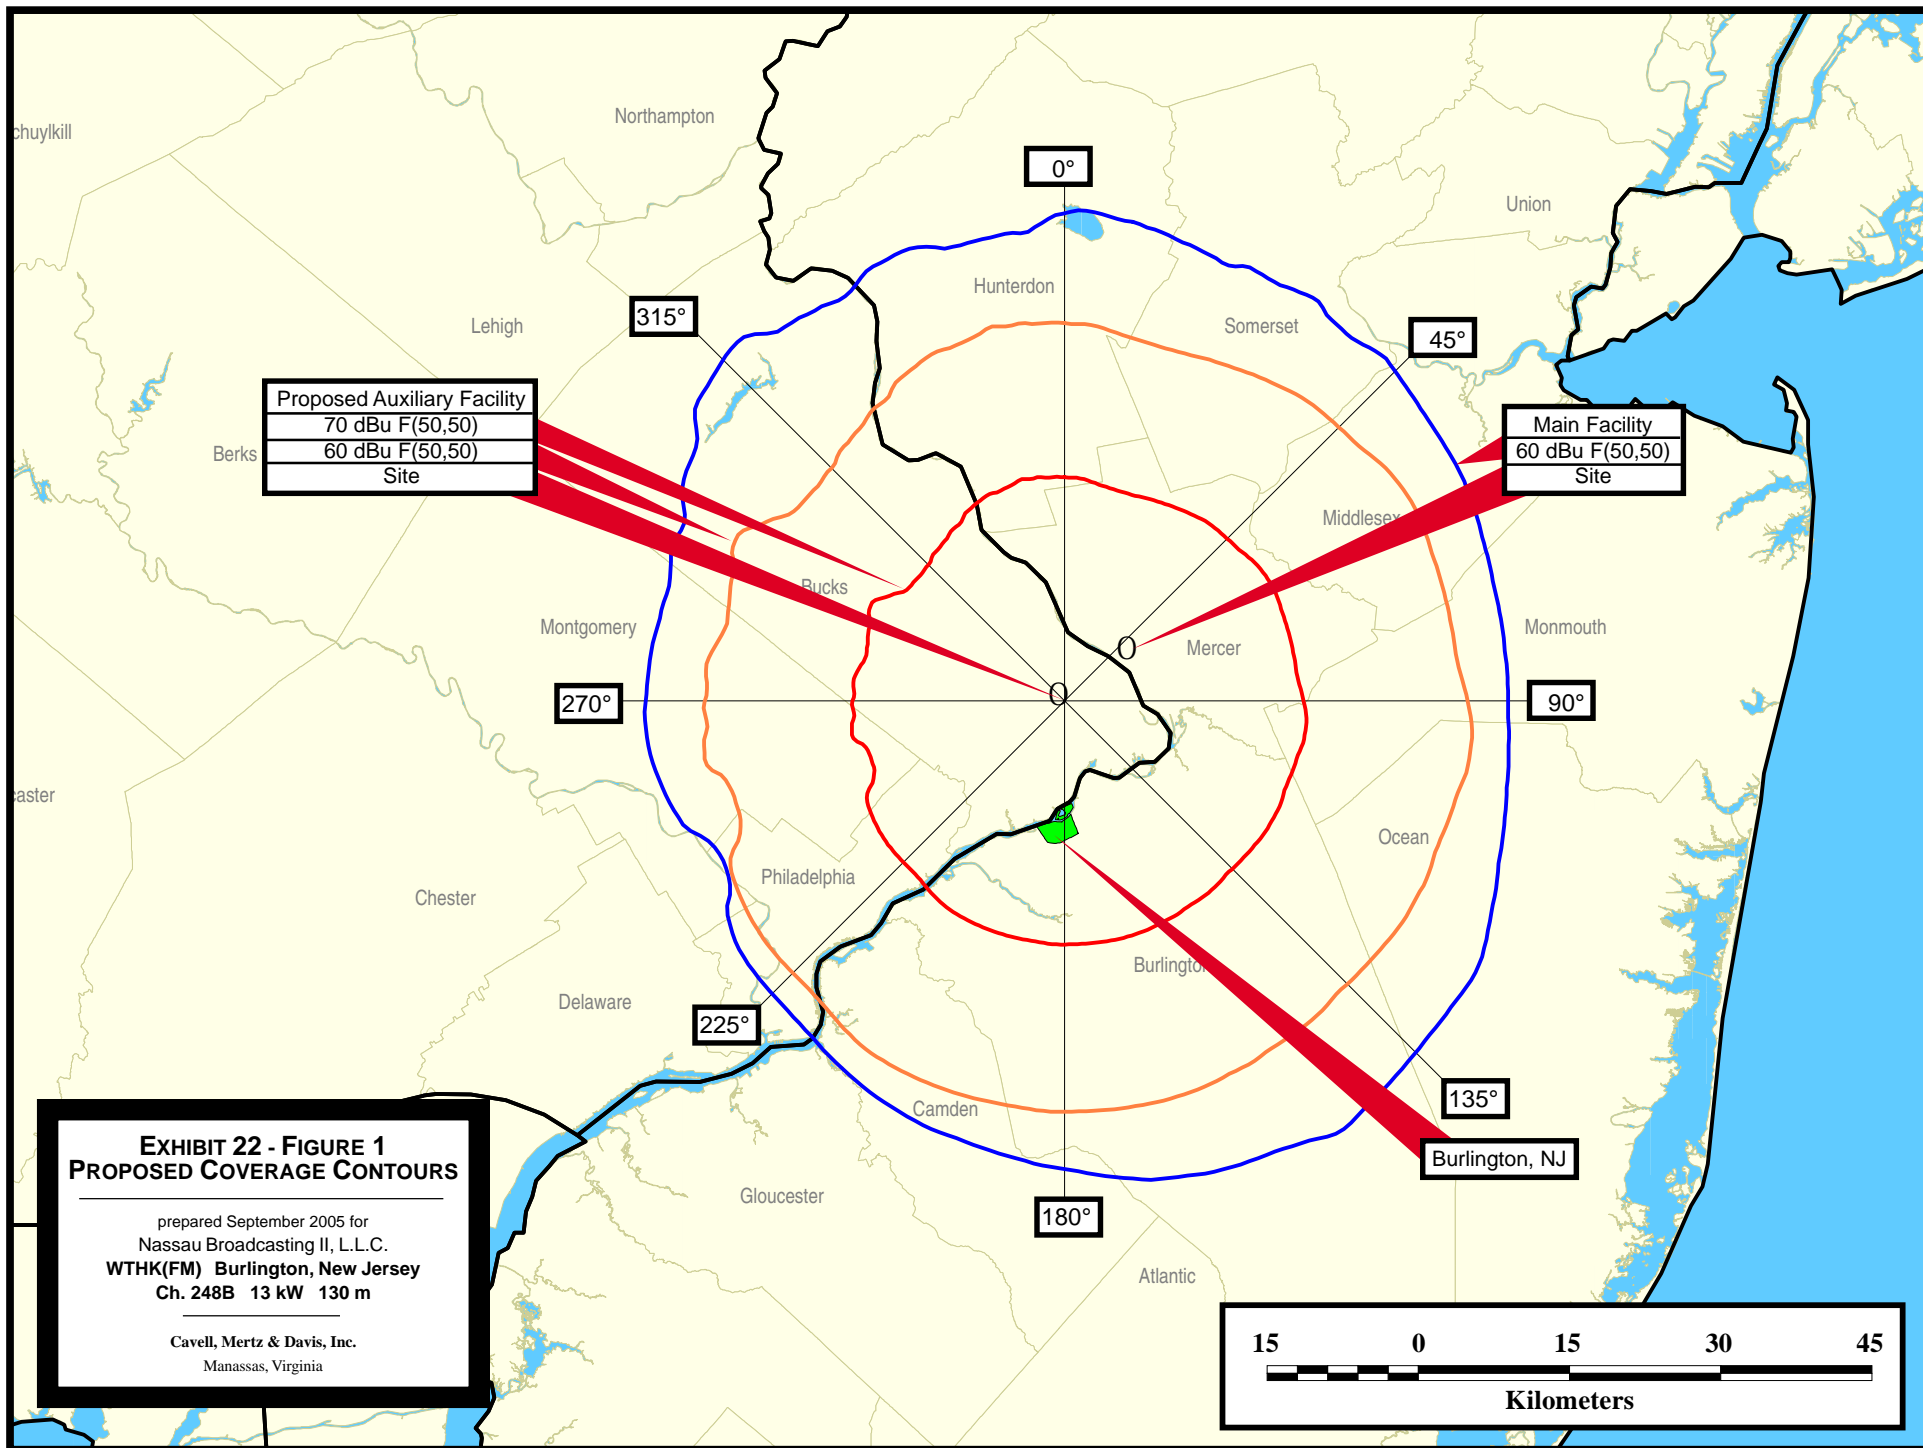 chuylkill
Northampton
0°
Union
Hunterdon
315°
Lehigh
Somerset
45°
Proposed Auxiliary Facility
70 dBu F(50,50)
60 dBu F(50,50)
Site
Berks
Main Facility
60 dBu F(50,50)
Site
Middlesex
Bucks
Montgomery
Mercer
Monmouth
O
O
270°
90°
caster
Ocean
Philadelphia
Chester
Burlington
Delaware
225°
135°
Camden
Burlington, NJ
Gloucester
180°
Atlantic
EXHIBIT 22 - FIGURE 1
PROPOSED COVERAGE CONTOURS
prepared September 2005 for
Nassau Broadcasting II, L.L.C.
WTHK(FM) Burlington, New Jersey
Ch. 248B 13 kW 130 m
Cavell, Mertz & Davis, Inc.
Manassas, Virginia
15 0 15 30 45
Kilometers